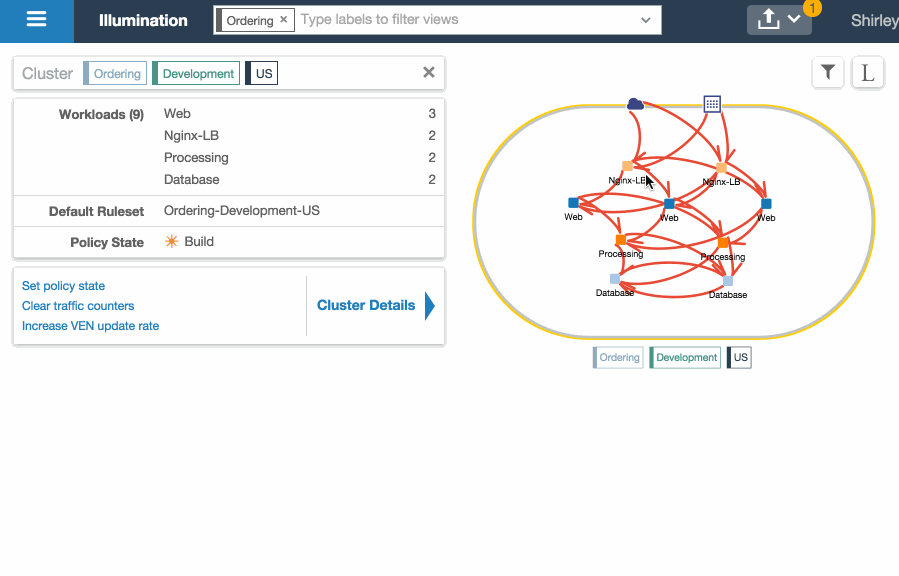 Illumination
Ordering × Type labels to filter views
1
Shirley
Cluster Ordering Development US
Workloads (9) Web 3
Nginx-LB 2
Processing 2
Database 2
Default Ruleset Ordering-Development-US
Policy State Build
Set policy state
Clear traffic counters
Increase VEN update rate
Cluster Details
L
Nginx-LB Nginx-LB
Web Web Web
Processing Processing
Database Database
Ordering Development US